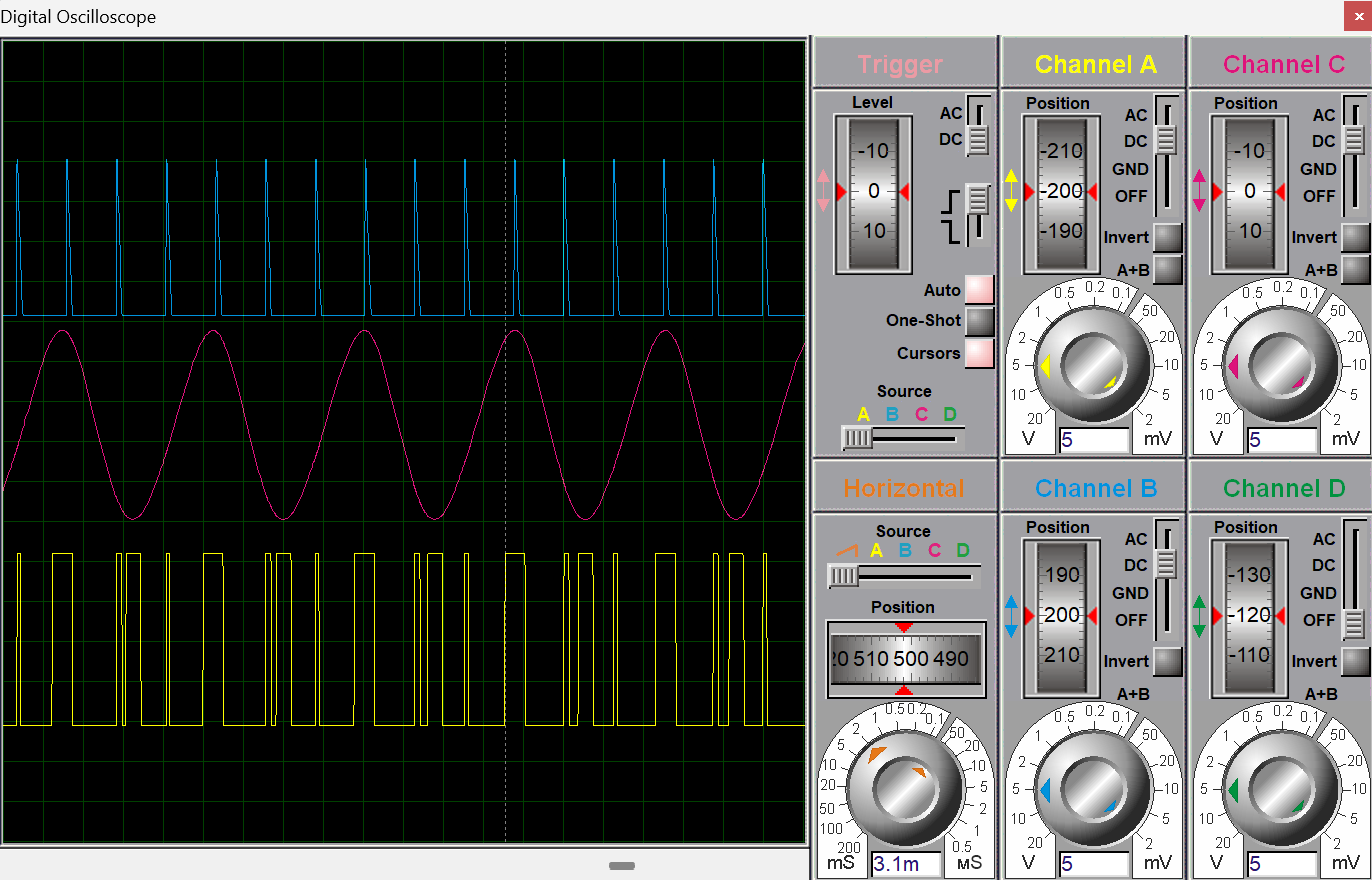 Digital Oscilloscope
Trigger
Level
AC
DC
-10
0
10
Auto
One-Shot
Cursors
Source
A B C D
Channel A
Position
AC
DC
GND
OFF
-210
-200
-190
Invert
A+B
20 10 5 2 1 0.5 0.2 0.1 50 20 10 5 2
V
5
mV
Channel C
Position
AC
DC
GND
OFF
-10
0
10
Invert
A+B
20 10 5 2 1 0.5 0.2 0.1 50 20 10 5 2
V
5
mV
Horizontal
Source
A B C D
Position
20 510 500 490
200 100 50 20 10 5 2 1 0.5 0.2 0.1 50 20 10 5 2 1 0.5
mS
3.1m
мS
Channel B
Position
AC
DC
GND
OFF
190
200
210
Invert
A+B
20 10 5 2 1 0.5 0.2 0.1 50 20 10 5 2
V
5
mV
Channel D
Position
AC
DC
GND
OFF
-130
-120
-110
Invert
A+B
20 10 5 2 1 0.5 0.2 0.1 50 20 10 5 2
V
5
mV